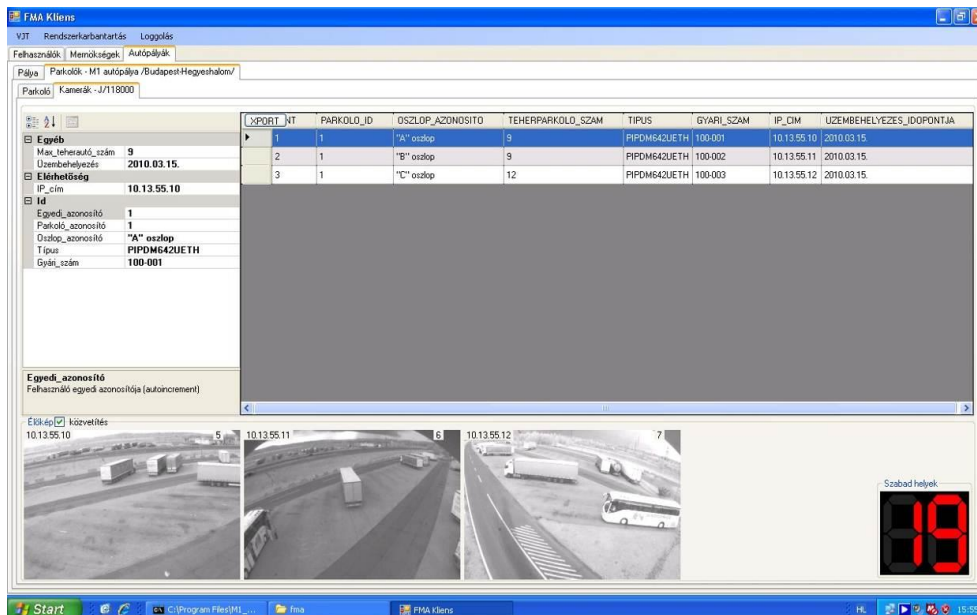 FMA Kliens
VJT Rendszerkarbantartás Loggolás
Felhasználók Mérnökségek Autópályák
Pálya Parkolók - M1 autópálya /Budapest-Hegyeshalom/
Parkoló Kamerák - J/118000
XPORT NT PARKOLO_ID OSZLOP_AZONOSITO TEHERPARKOLO_SZAM TIPUS GYARI_SZAM IP_CIM UZEMBEHELYEZES_IDOPONTJA
1 1 "A" oszlop 9 PIPDM642UETH 100-001 10.13.55.10 2010.03.15.
2 1 "B" oszlop 9 PIPDM642UETH 100-002 10.13.55.11 2010.03.15.
3 1 "C" oszlop 12 PIPDM642UETH 100-003 10.13.55.12 2010.03.15.
Egyéb
Max_teherautó_szám 9
Üzembehelyezés 2010.03.15.
Elérhetőség
IP_cím 10.13.55.10
Id
Egyedi_azonosító 1
Parkoló_azonosító 1
Oszlop_azonosító "A" oszlop
Típus PIPDM642UETH
Gyári_szám 100-001
Egyedi_azonosító
Felhasználó egyedi azonosítója (autoincrement)
Élőkép közvetítés
10.13.55.10 5 10.13.55.11 6 10.13.55.12 7
Szabad helyek
19
Start C:\Program Files\M1_... fma FMA Kliens HL